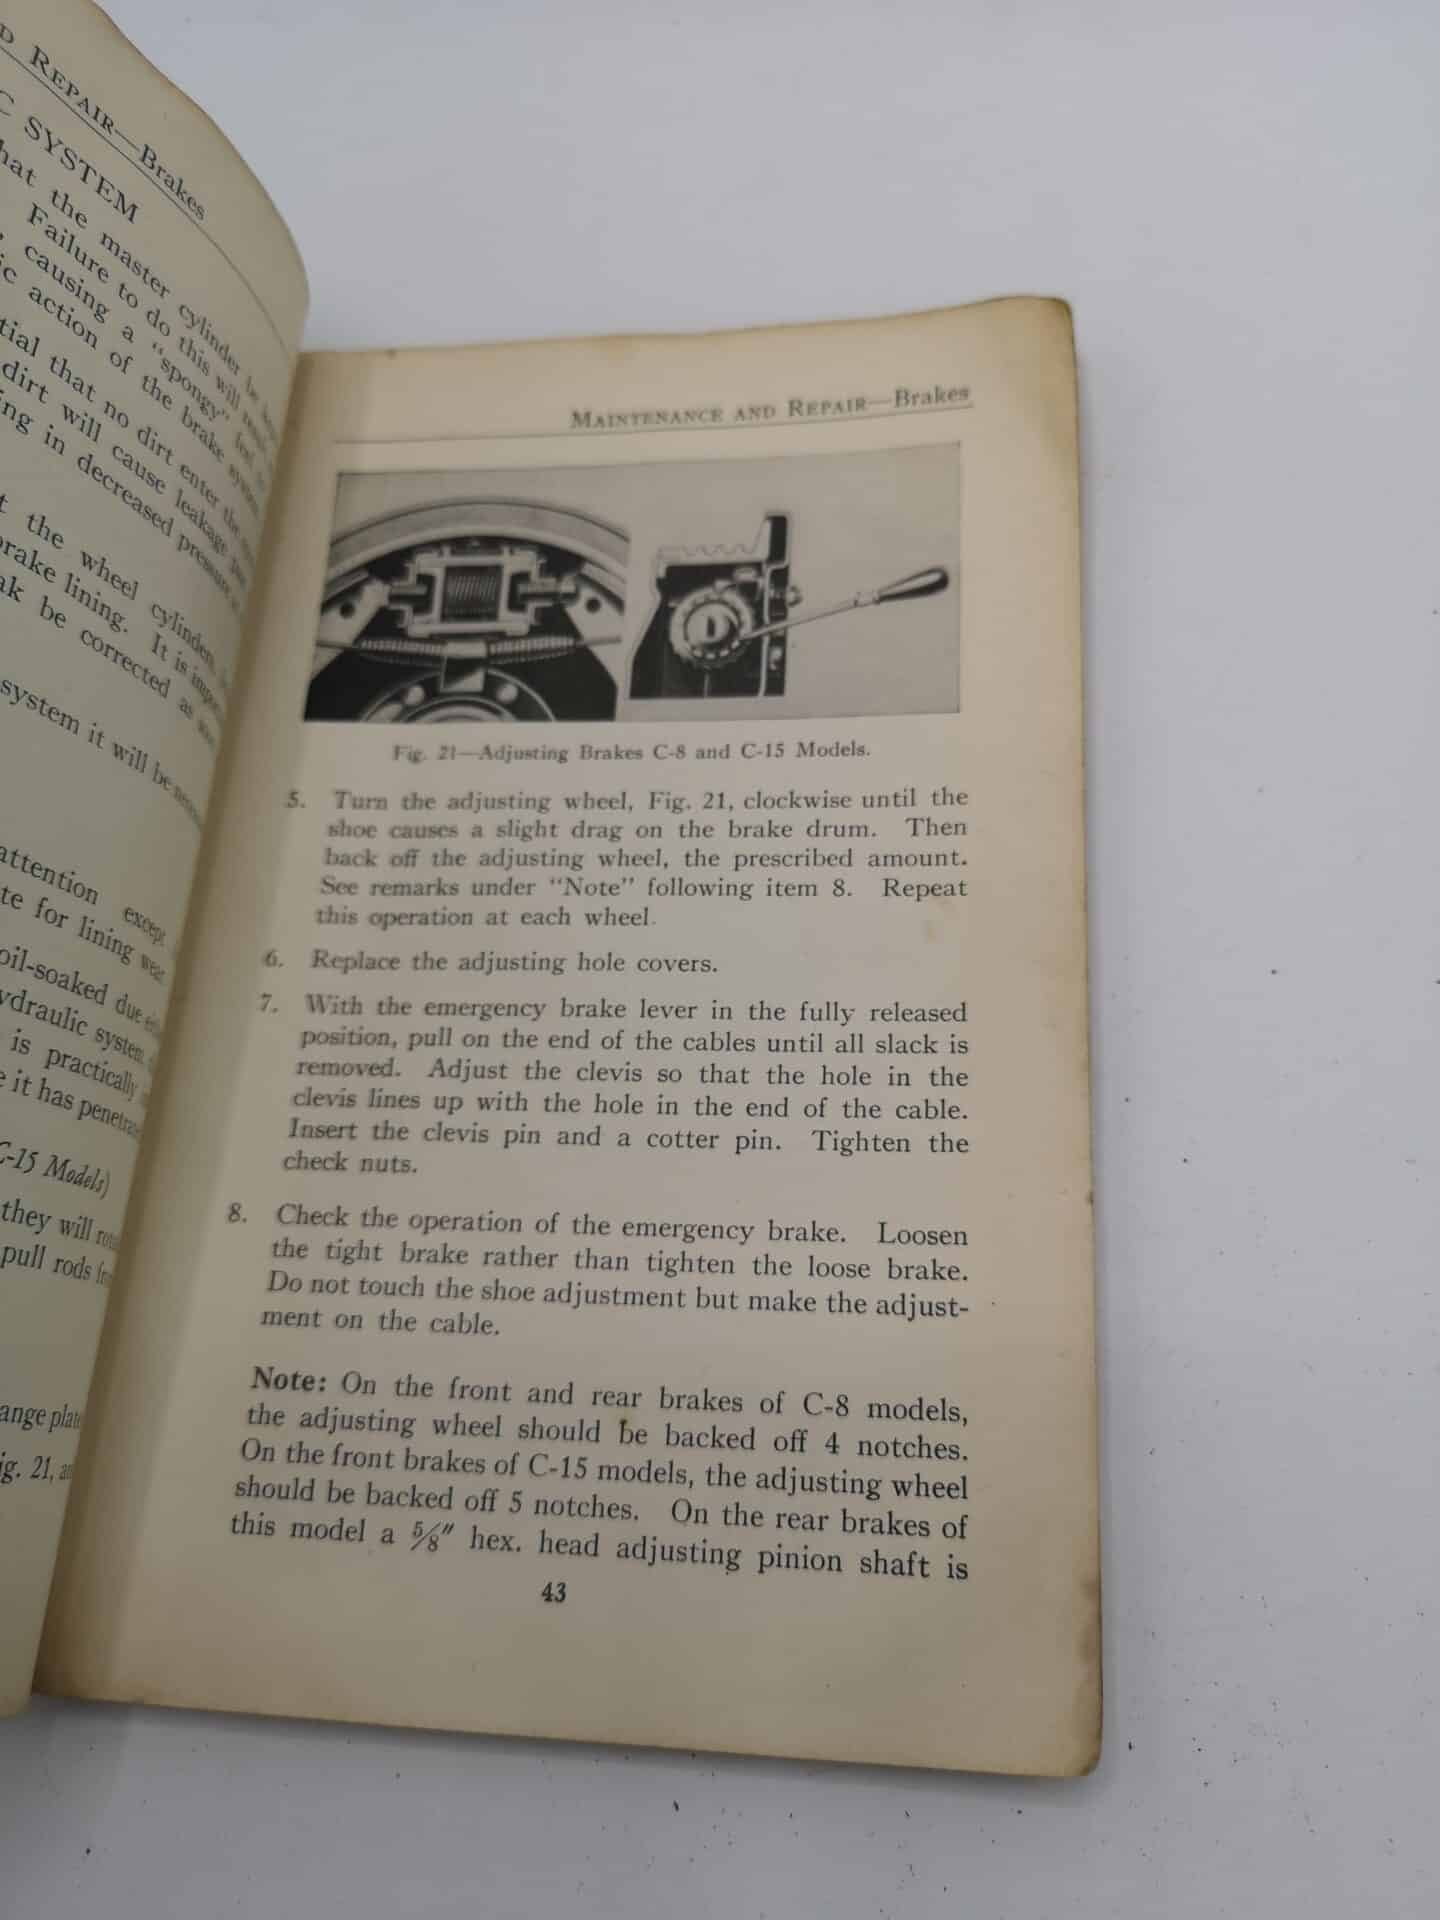 D REPAIR—Brakes
C SYSTEM
hat the master cylinder be
Failure to do this will
causing a "spongy"
ic action of the brake system
tial that no dirt enter the
dirt will cause leakage
ing in decreased pressure
t the wheel cylinders
brake lining. It is
ak be corrected as
system it will be
attention except
te for lining wear
oil-soaked due
ydraulic system
is practically
e it has penetrate
C-15 Models)
they will
pull rods
ange plate
ig. 21,
MAINTENANCE AND REPAIR—Brakes
Fig. 21—Adjusting Brakes C-8 and C-15 Models.
5. Turn the adjusting wheel, Fig. 21, clockwise until the
shoe causes a slight drag on the brake drum. Then
back off the adjusting wheel, the prescribed amount.
See remarks under "Note" following item 8. Repeat
this operation at each wheel.
6. Replace the adjusting hole covers.
7. With the emergency brake lever in the fully released
position, pull on the end of the cables until all slack is
removed. Adjust the clevis so that the hole in the
clevis lines up with the hole in the end of the cable.
Insert the clevis pin and a cotter pin. Tighten the
check nuts.
8. Check the operation of the emergency brake. Loosen
the tight brake rather than tighten the loose brake.
Do not touch the shoe adjustment but make the adjust-
ment on the cable.
Note: On the front and rear brakes of C-8 models,
the adjusting wheel should be backed off 4 notches.
On the front brakes of C-15 models, the adjusting wheel
should be backed off 5 notches. On the rear brakes of
this model a 5/8" hex. head adjusting pinion shaft is
43